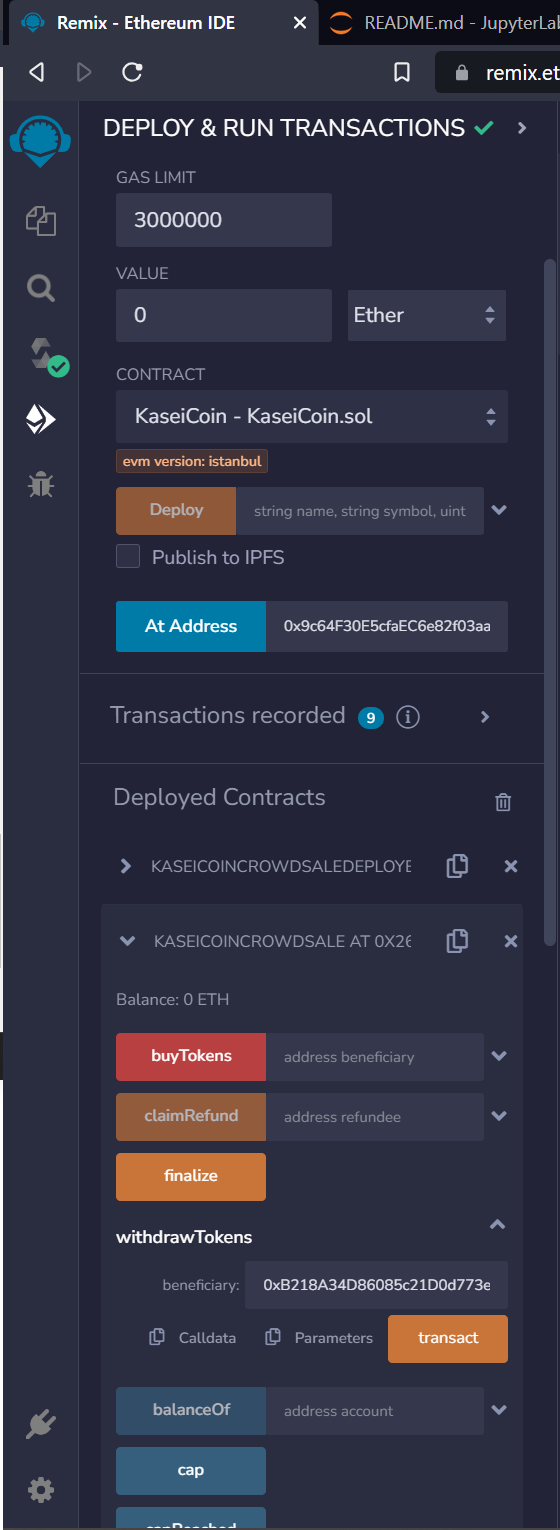 Remix - Ethereum IDE
README.md - JupyterLab
remix.et
DEPLOY & RUN TRANSACTIONS
GAS LIMIT
3000000
VALUE
0
Ether
CONTRACT
KaseiCoin - KaseiCoin.sol
evm version: istanbul
Deploy
string name, string symbol, uint
Publish to IPFS
At Address
0x9c64F30E5cfaEC6e82f03aa
Transactions recorded 9
Deployed Contracts
KASEICOINCROWDSALEDEPLOYE
KASEICOINCROWDSALE AT 0X26
Balance: 0 ETH
buyTokens
address beneficiary
claimRefund
address refundee
finalize
withdrawTokens
beneficiary:
0xB218A34D86085c21D0d773e
Calldata
Parameters
transact
balanceOf
address account
cap
capReached